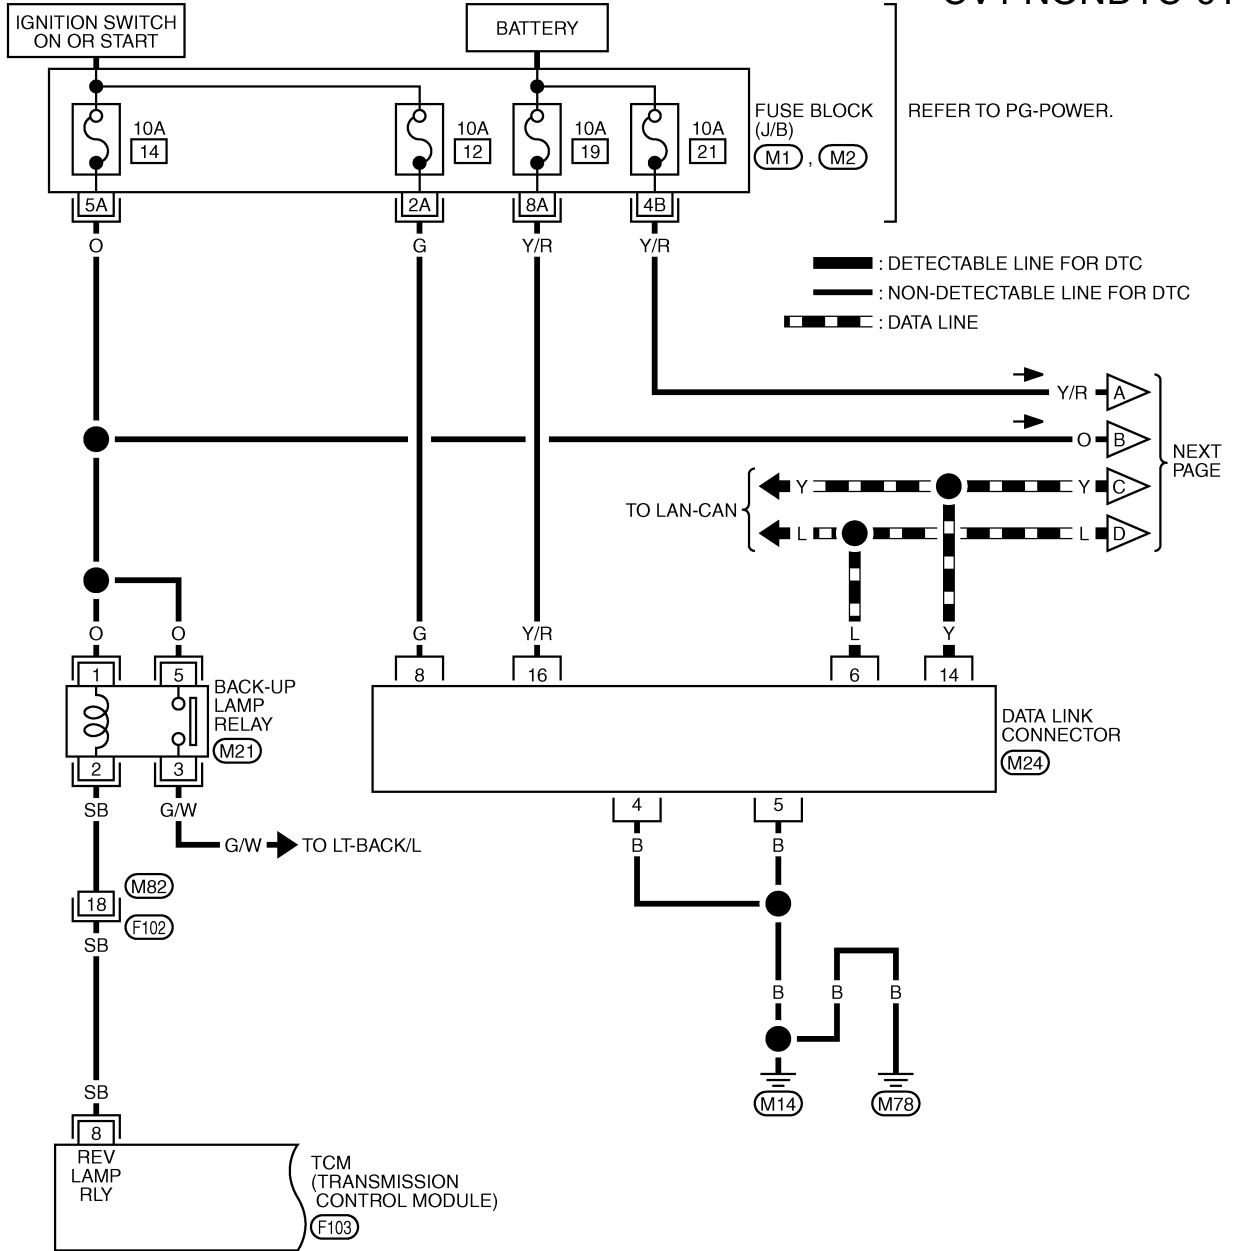 IGNITION SWITCH
ON OR START
BATTERY
FUSE BLOCK
(J/B)
M1 , M2
REFER TO PG-POWER.
10A
14
10A
12
10A
19
10A
21
5A
2A
8A
4B
O
G
Y/R
Y/R
: DETECTABLE LINE FOR DTC
: NON-DETECTABLE LINE FOR DTC
: DATA LINE
Y/R
A
O
B
NEXT
PAGE
Y
Y
C
TO LAN-CAN
L
L
D
O
O
G
Y/R
L
Y
1
5
8
16
6
14
BACK-UP
LAMP
RELAY
M21
DATA LINK
CONNECTOR
M24
2
3
4
5
SB
G/W
G/W
TO LT-BACK/L
B
B
M82
18
F102
SB
B
B
B
SB
M14
M78
8
REV
LAMP
RLY
TCM
(TRANSMISSION
CONTROL MODULE)
F103